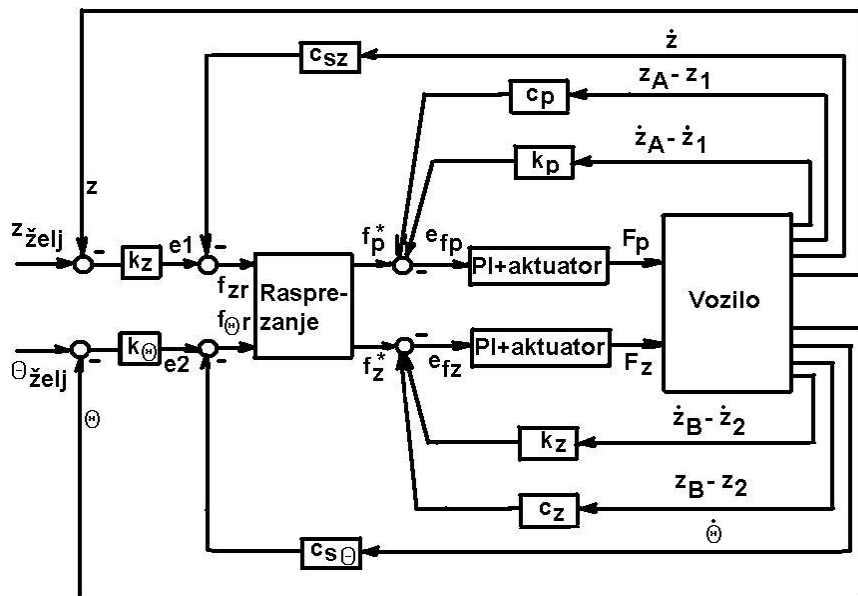 ż
c_sz
z_A - z_1
c_p
ż_A - ż_1
k_p
z
z_želj
k_z
e1
f_zr
f_Θr
Raspre-
zanje
f_p*
e_fp
PI+aktuator
F_p
Vozilo
Θ_želj
k_Θ
e2
f_z*
e_fz
PI+aktuator
F_z
Θ
ż_B - ż_2
k_z
z_B - z_2
c_z
Θ̇
c_sΘ